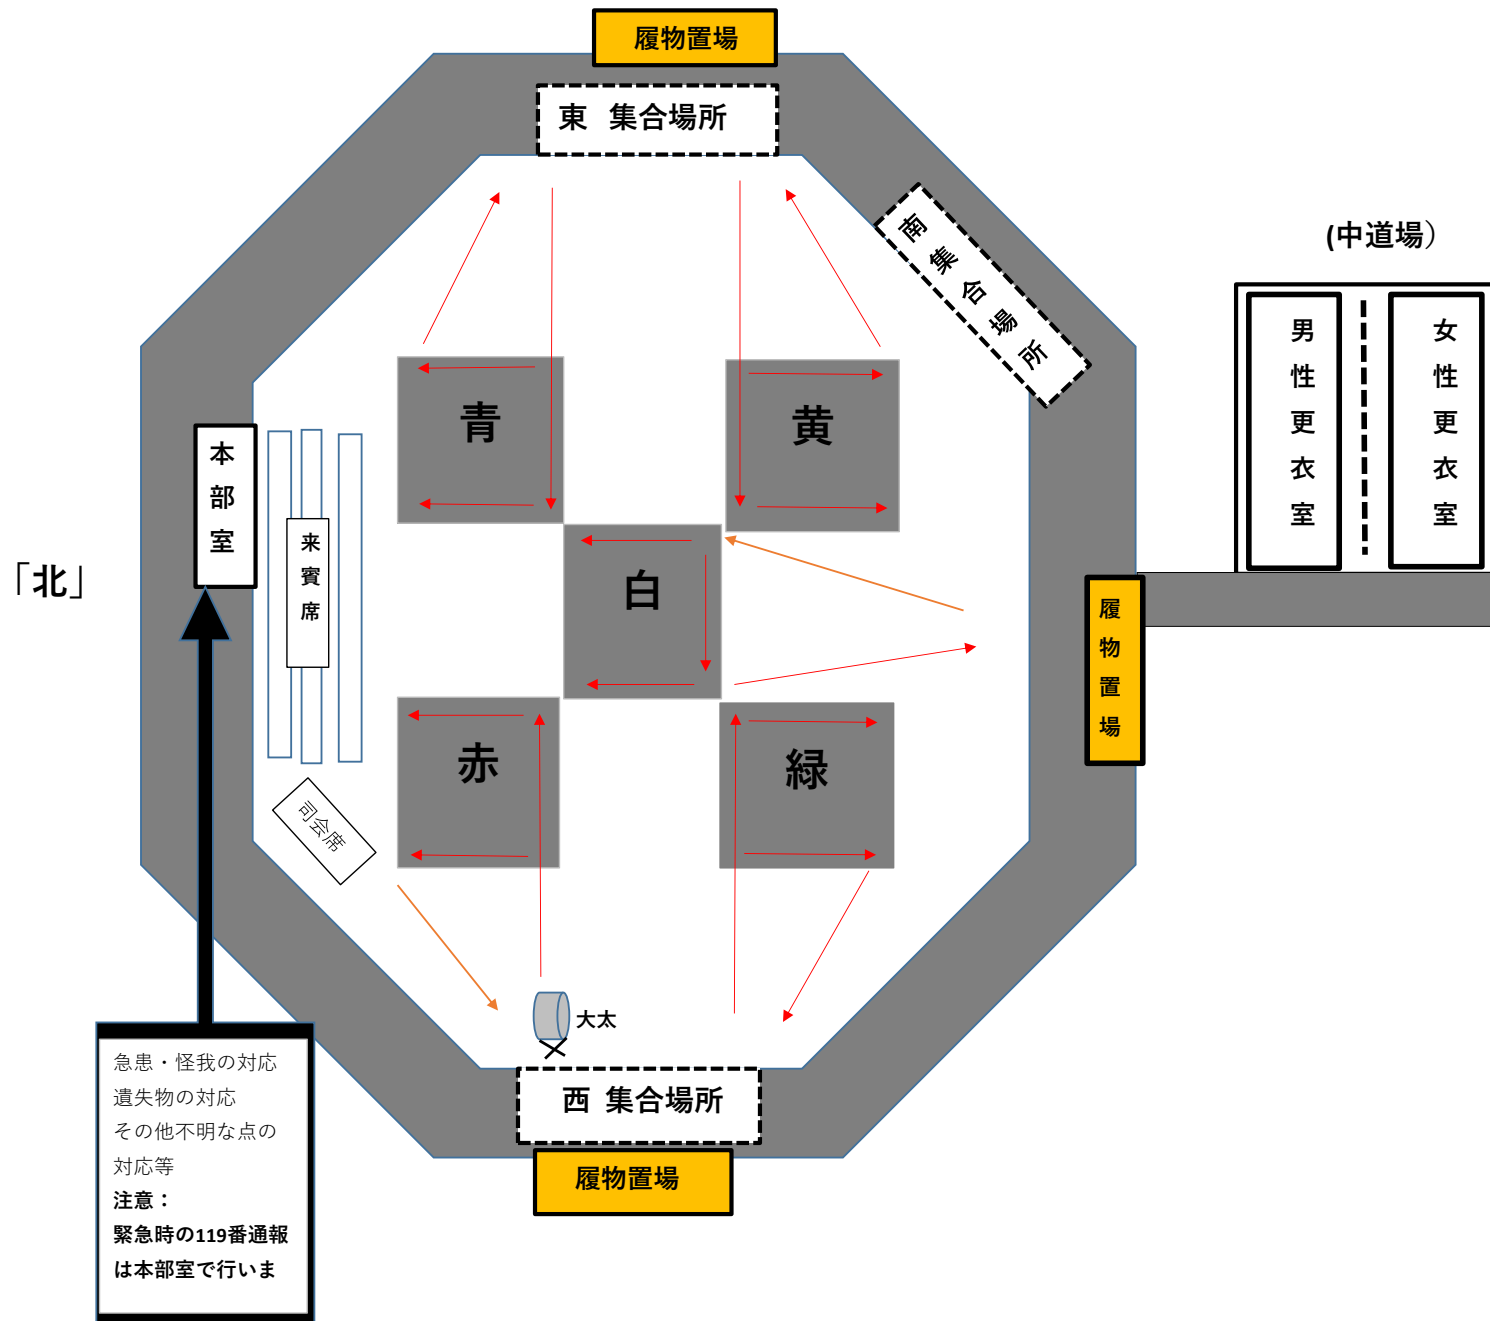 履物置場
東 集合場所
南集合場所
(中道場）
男性更衣室
女性更衣室
青
黄
本部室
来賓席
「北」
白
履物置場
赤
緑
司会席
大太
西 集合場所
履物置場
急患・怪我の対応
遺失物の対応
その他不明な点の
対応等
注意：
緊急時の119番通報
は本部室で行いま